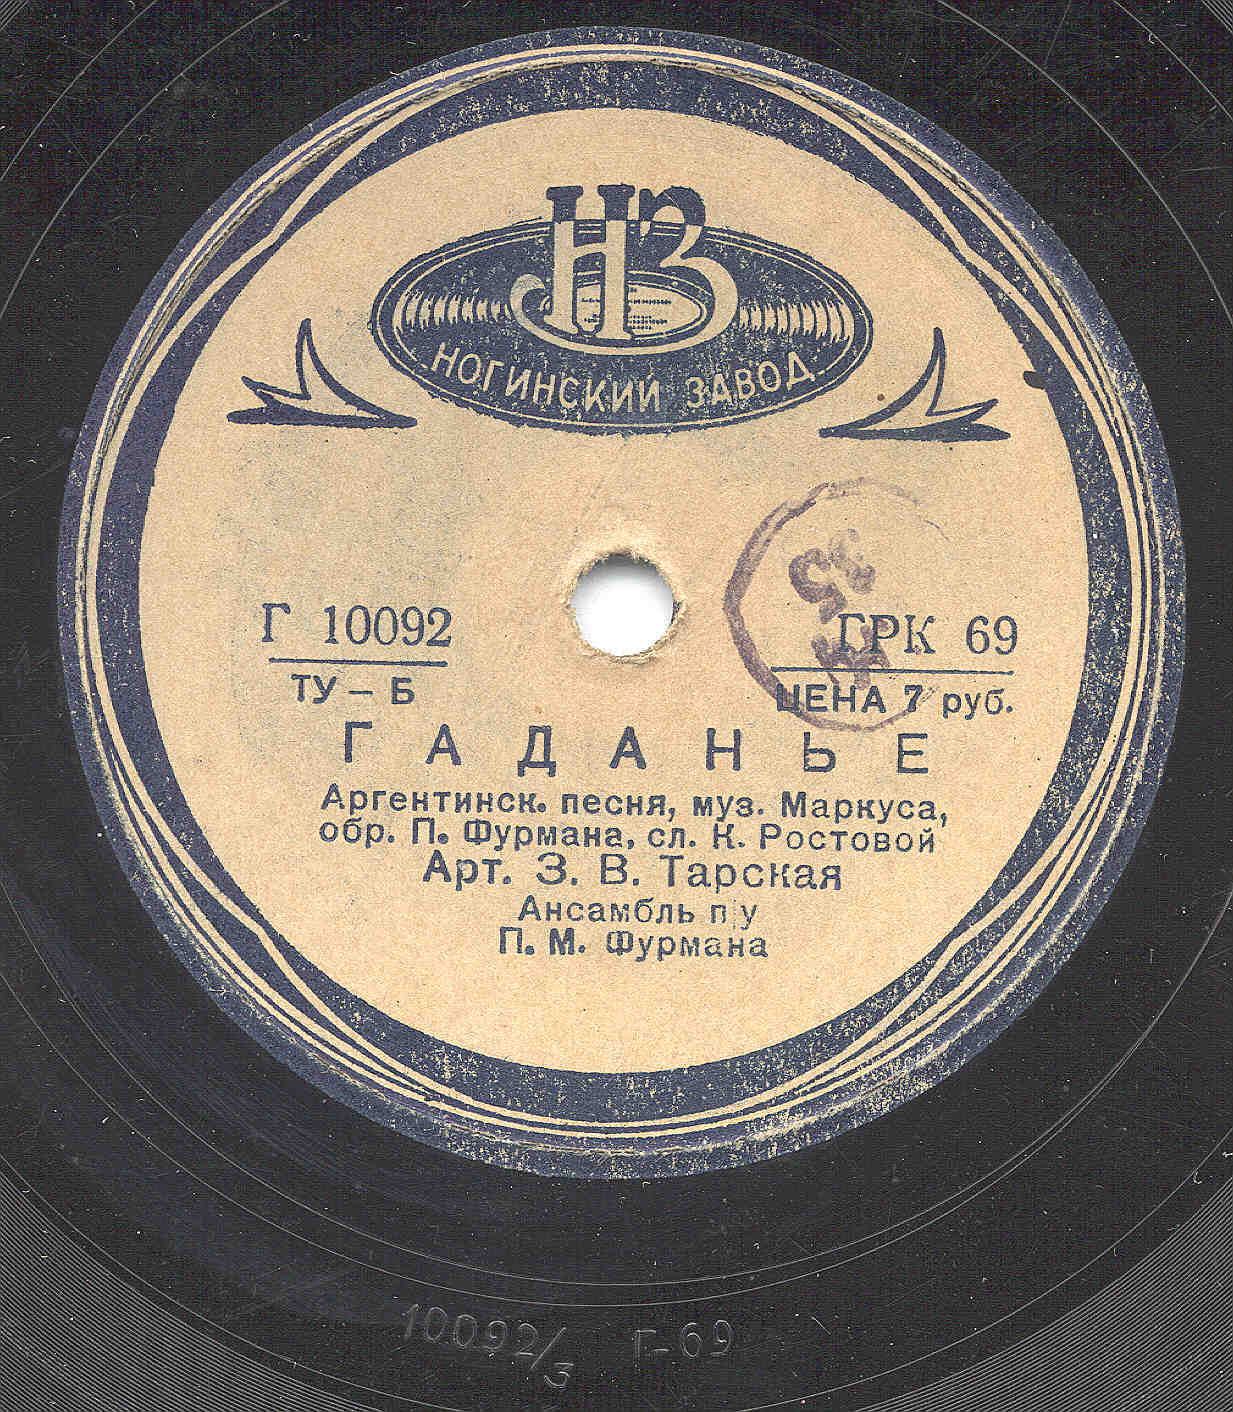 НЗ
НОГИНСКИЙ ЗАВОД
Г 10092
ТУ – Б
ГРК 69
ЦЕНА 7 руб.
ГАДАНЬЕ
Аргентинск. песня, муз. Маркуса,
обр. П. Фурмана, сл. К. Ростовой
Арт. З. В. Тарская
Ансамбль п/у
П. М. Фурмана
10092/3 Г-69